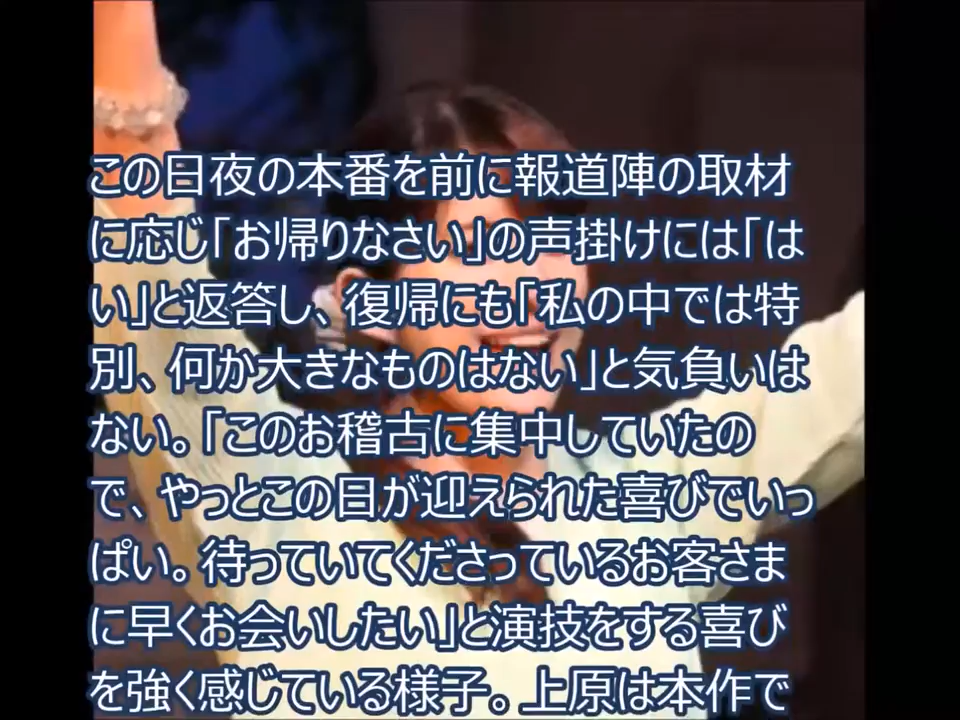 この日夜の本番を前に報道陣の取材
に応じ「お帰りなさい」の声掛けには「は
い」と返答し、復帰にも「私の中では特
別、何か大きなものはない」と気負いは
ない。「このお稽古に集中していたの
で、やっとこの日が迎えられた喜びでいっ
ぱい。待っていてくださっているお客さま
に早くお会いしたい」と演技をする喜び
を強く感じている様子。上原は本作で